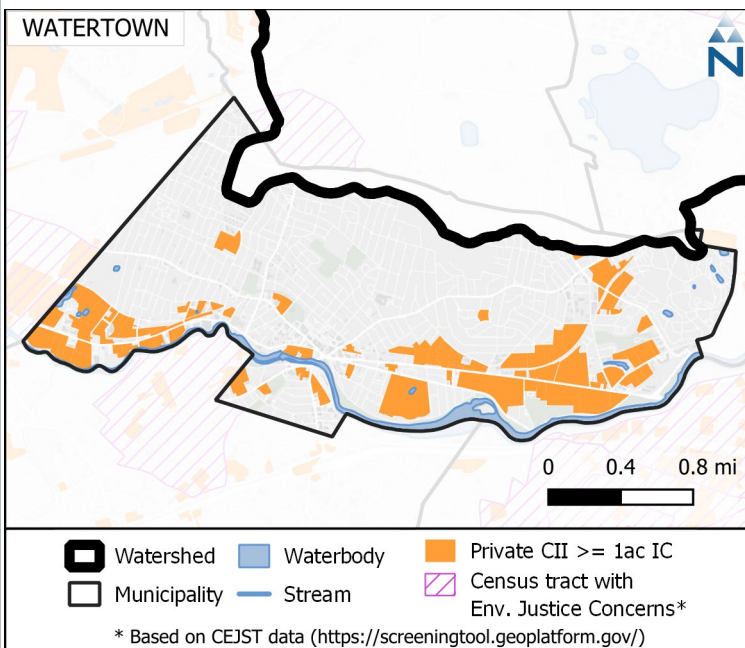 WATERTOWN
N
0 0.4 0.8 mi
Watershed
Waterbody
Private CII >= 1ac IC
Municipality
Stream
Census tract with
Env. Justice Concerns*
* Based on CEJST data (https://screeningtool.geoplatform.gov/)